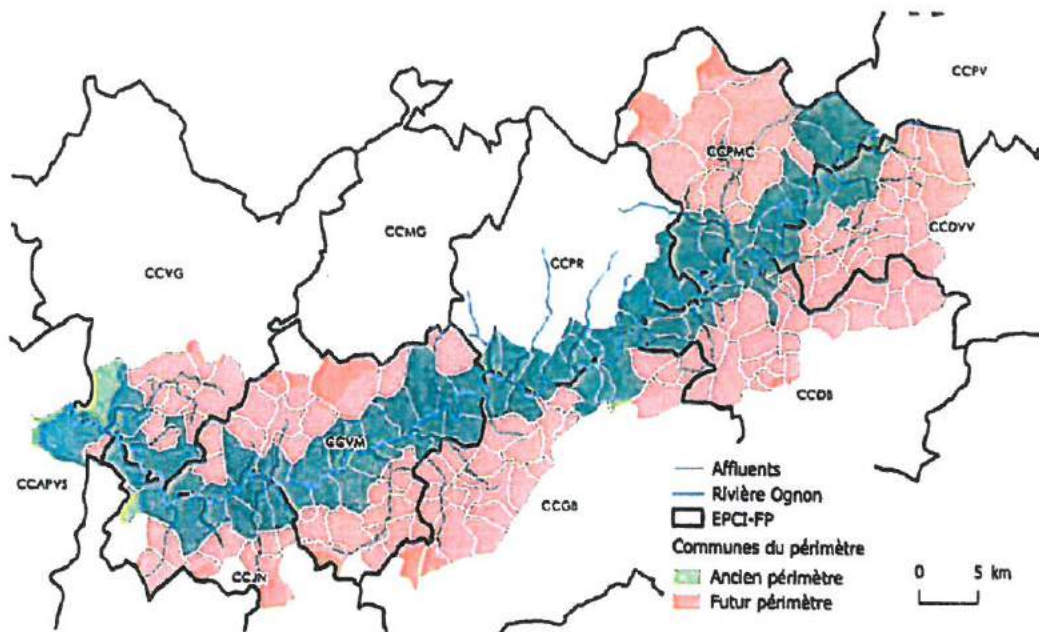 CCPV
CCPMC
CCDVV
CCMG
CCPR
CCVG
CCDB
CCVM
CCAPVS
CCGB
CCJN
Affluents
Rivière Ognon
EPCI-FP
Communes du périmètre
Ancien périmètre
Futur périmètre
0 5 km